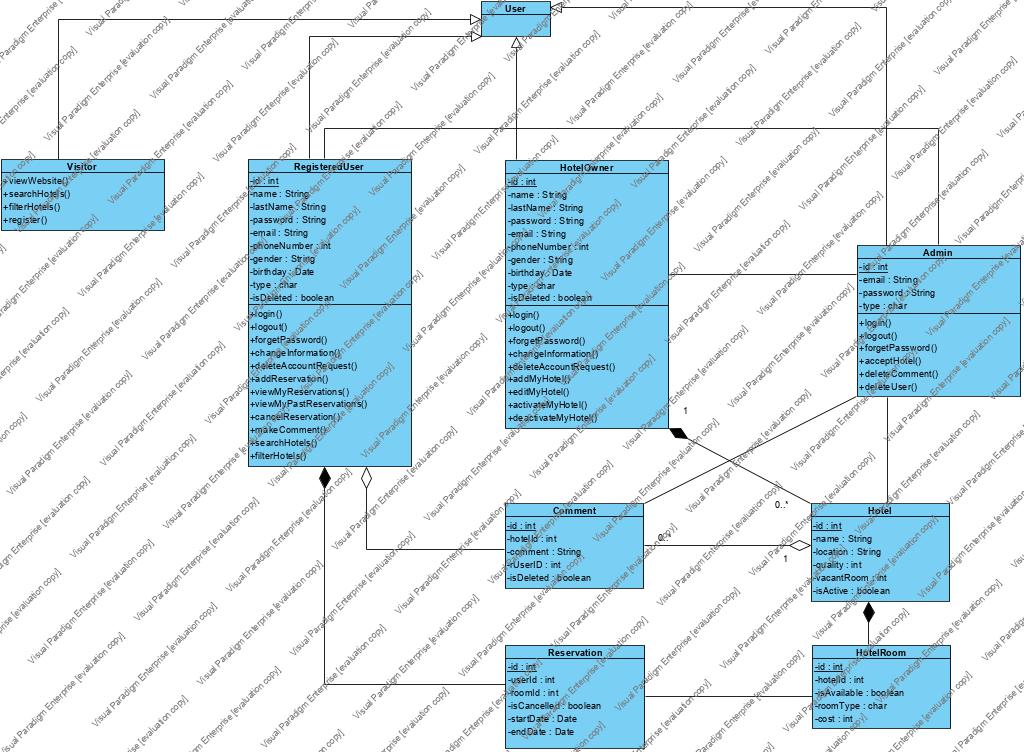 User
Visitor
+viewWebsite()
+searchHotels()
+filterHotels()
+register()
RegisteredUser
-id : int
-name : String
-lastName : String
-password : String
-email : String
-phoneNumber : int
-gender : String
-birthday : Date
-type : char
-isDeleted : boolean
+login()
+logout()
+forgetPassword()
+changeInformation()
+deleteAccountRequest()
+addReservation()
+viewMyReservations()
+viewMyPastReservations()
+cancelReservation()
+makeComment()
+searchHotels()
+filterHotels()
HotelOwner
-id : int
-name : String
-lastName : String
-password : String
-email : String
-phoneNumber : int
-gender : String
-birthday : Date
-type : char
-isDeleted : boolean
+login()
+logout()
+forgetPassword()
+changeInformation()
+deleteAccountRequest()
+addMyHotel()
+editMyHotel()
+activateMyHotel()
+deactivateMyHotel()
Admin
-id : int
-email : String
-password : String
-type : char
+login()
+logout()
+forgetPassword()
+acceptHotel()
+deleteComment()
+deleteUser()
1
0..*
Comment
-id : int
-hotelId : int
-comment : String
-rUserID : int
-isDeleted : boolean
0..*
1
Hotel
-id : int
-name : String
-location : String
-quality : int
-vacantRoom : int
-isActive : boolean
Reservation
-id : int
-userId : int
-roomId : int
-isCancelled : boolean
-startDate : Date
-endDate : Date
HotelRoom
-id : int
-hotelId : int
-isAvailable : boolean
-roomType : char
-cost : int
Visual Paradigm Enterprise [evaluation copy]